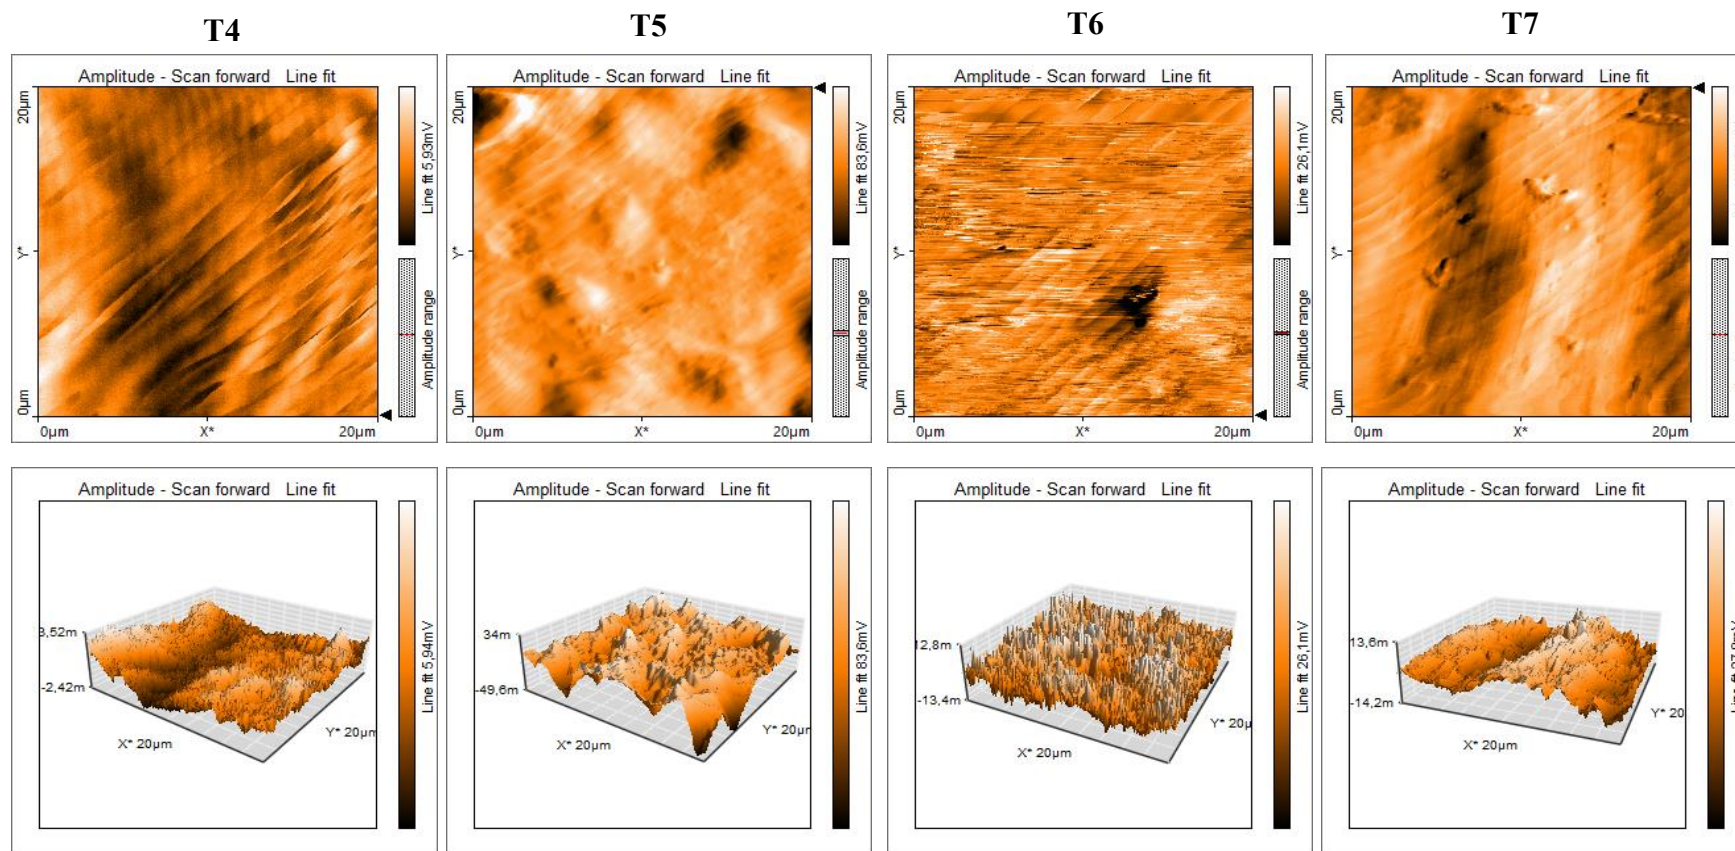 T4
Amplitude - Scan forward Line fit
20µm
Y*
0µm
0µm X* 20µm
Line fit 5,93mV
Amplitude range
T5
Amplitude - Scan forward Line fit
20µm
Y*
0µm
0µm X* 20µm
Line fit 83,6mV
Amplitude range
T6
Amplitude - Scan forward Line fit
20µm
Y*
0µm
0µm X* 20µm
Line fit 26,1mV
Amplitude range
T7
Amplitude - Scan forward Line fit
20µm
Y*
0µm
0µm X* 20µm
Amplitude - Scan forward Line fit
3,52m
-2,42m
X* 20µm
Y* 20µm
Line fit 5,94mV
Amplitude - Scan forward Line fit
34m
-49,6m
X* 20µm
Y* 20µm
Line fit 83,6mV
Amplitude - Scan forward Line fit
12,8m
-13,4m
X* 20µm
Y* 20µ
Line fit 26,1mV
Amplitude - Scan forward Line fit
13,6m
-14,2m
X* 20µm
Y* 20